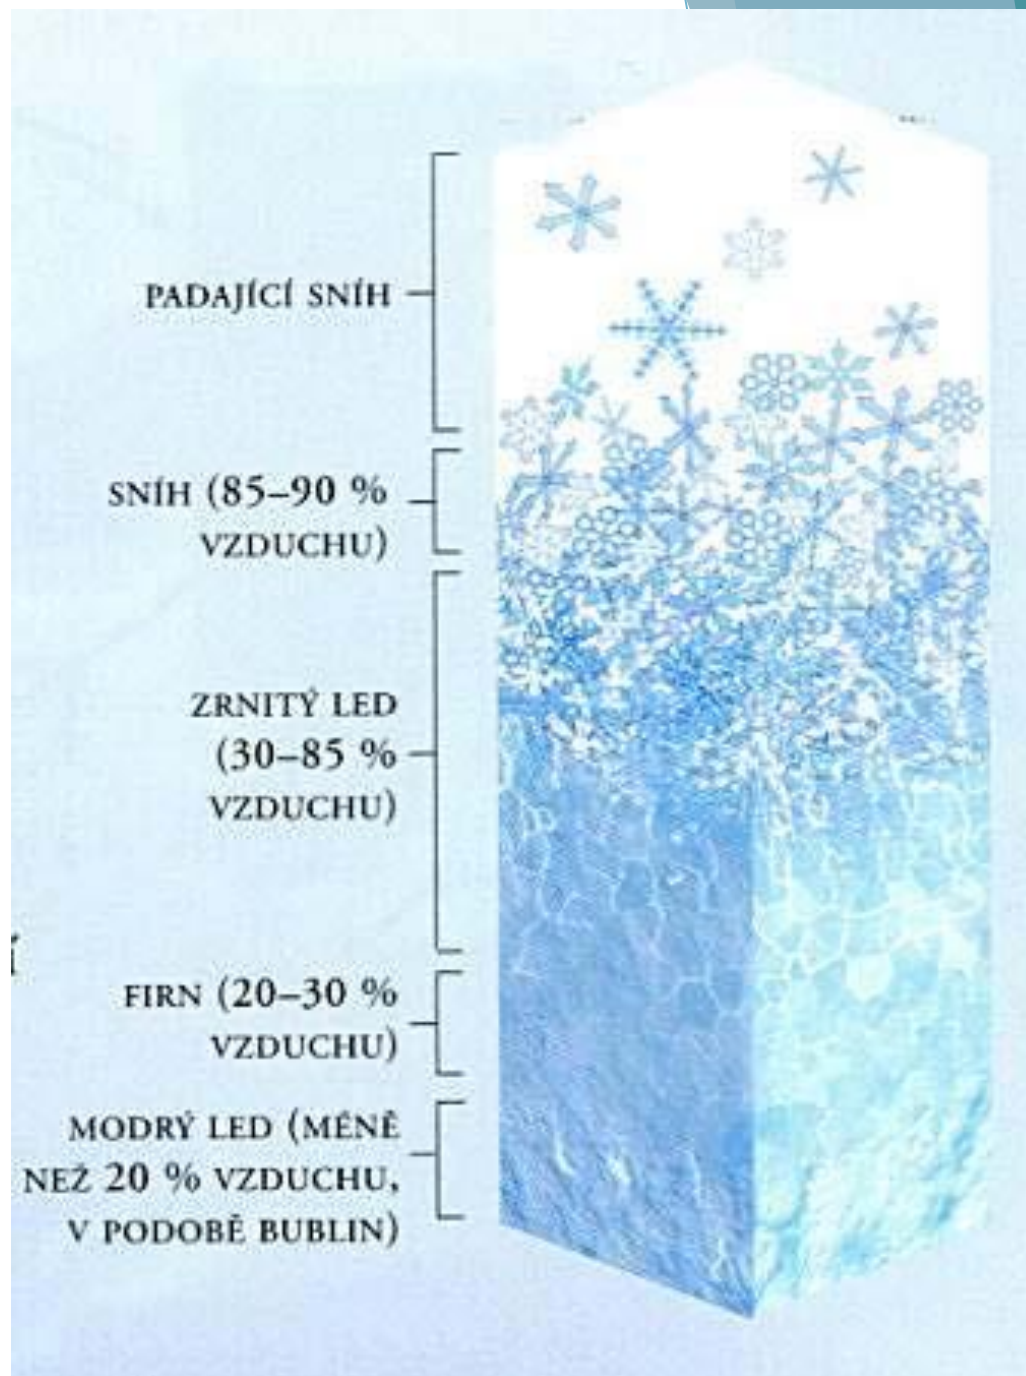 PADAJÍCÍ SNÍH
SNÍH (85–90 %
VZDUCHU)
ZRNITÝ LED
(30–85 %
VZDUCHU)
FIRN (20–30 %
VZDUCHU)
MODRÝ LED (MÉNĚ
NEŽ 20 % VZDUCHU,
V PODOBĚ BUBLIN)